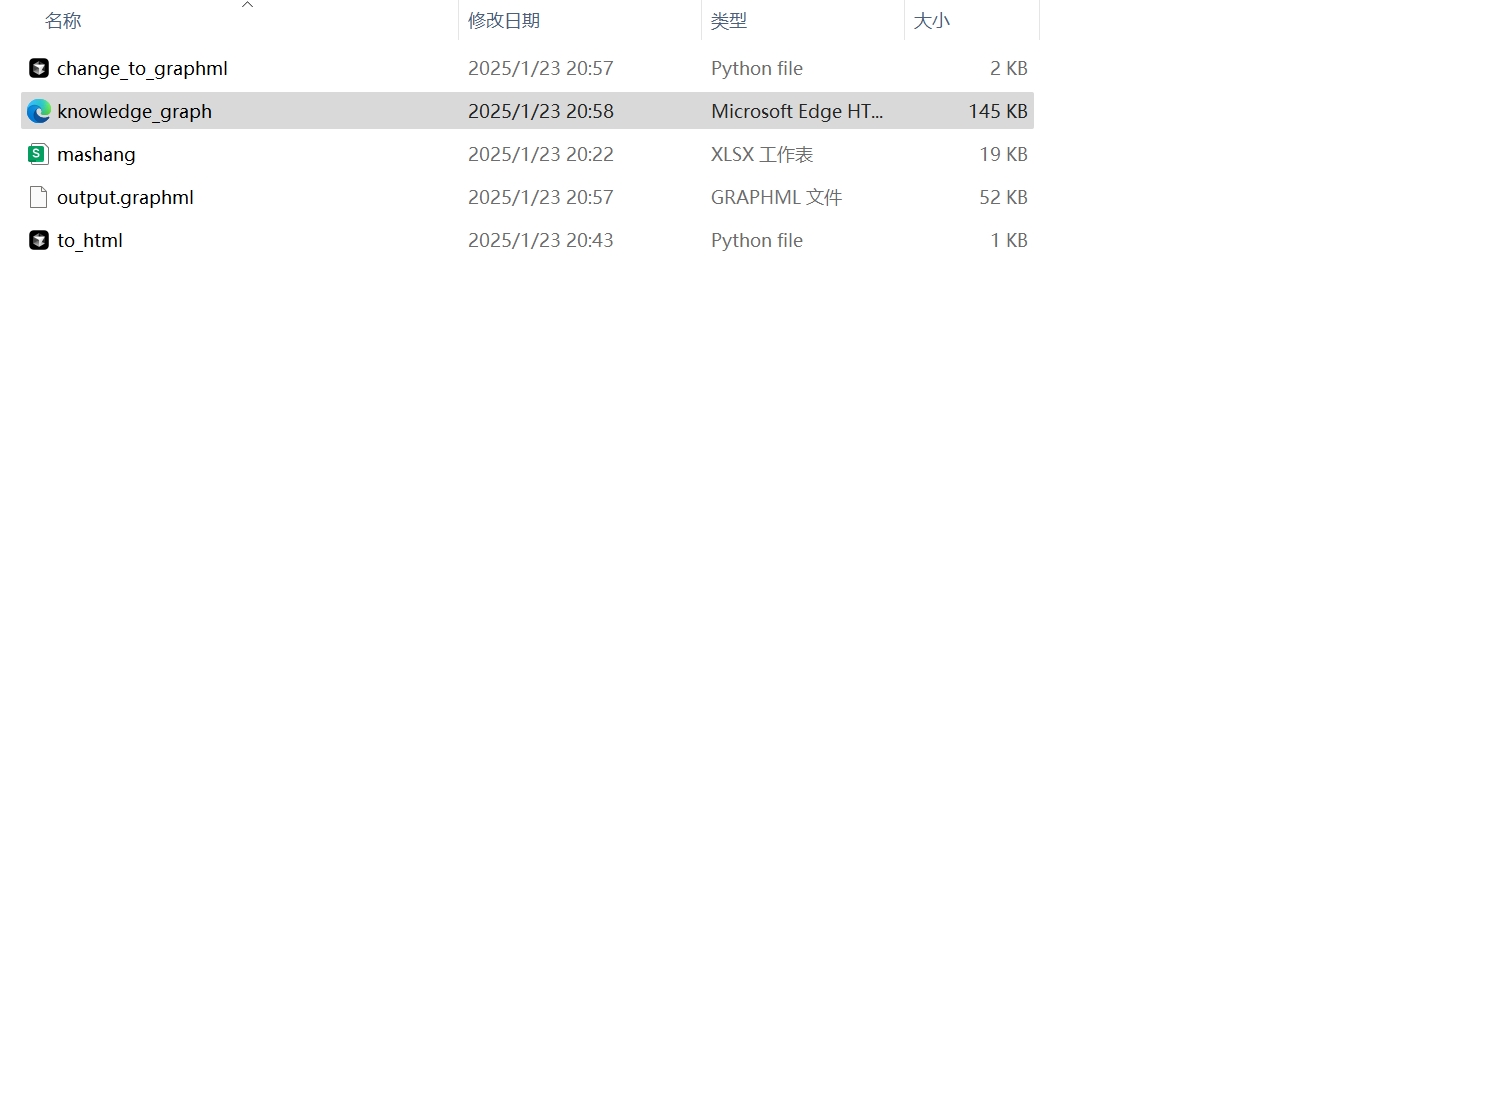 名称 修改日期 类型 大小
change_to_graphml 2025/1/23 20:57 Python file 2 KB
knowledge_graph 2025/1/23 20:58 Microsoft Edge HT... 145 KB
S mashang 2025/1/23 20:22 XLSX 工作表 19 KB
output.graphml 2025/1/23 20:57 GRAPHML 文件 52 KB
to_html 2025/1/23 20:43 Python file 1 KB